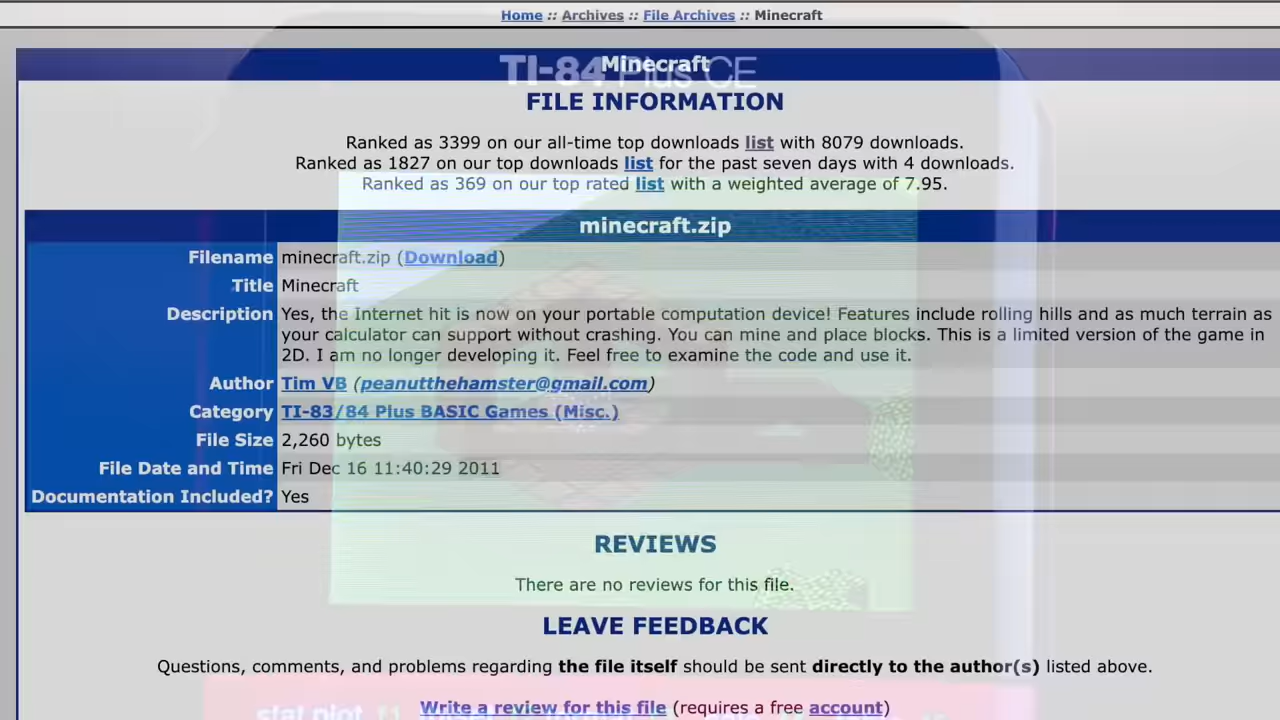 Home :: Archives :: File Archives :: Minecraft
TI-84 Plus CE
Minecraft
FILE INFORMATION
Ranked as 3399 on our all-time top downloads list with 8079 downloads.
Ranked as 1827 on our top downloads list for the past seven days with 4 downloads.
Ranked as 369 on our top rated list with a weighted average of 7.95.
minecraft.zip
Filename minecraft.zip (Download)
Title Minecraft
Description Yes, the Internet hit is now on your portable computation device! Features include rolling hills and as much terrain as
your calculator can support without crashing. You can mine and place blocks. This is a limited version of the game in
2D. I am no longer developing it. Feel free to examine the code and use it.
Author Tim VB (peanutthehamster@gmail.com)
Category TI-83/84 Plus BASIC Games (Misc.)
File Size 2,260 bytes
File Date and Time Fri Dec 16 11:40:29 2011
Documentation Included? Yes
REVIEWS
There are no reviews for this file.
LEAVE FEEDBACK
Questions, comments, and problems regarding the file itself should be sent directly to the author(s) listed above.
Write a review for this file (requires a free account)
stat plot f1